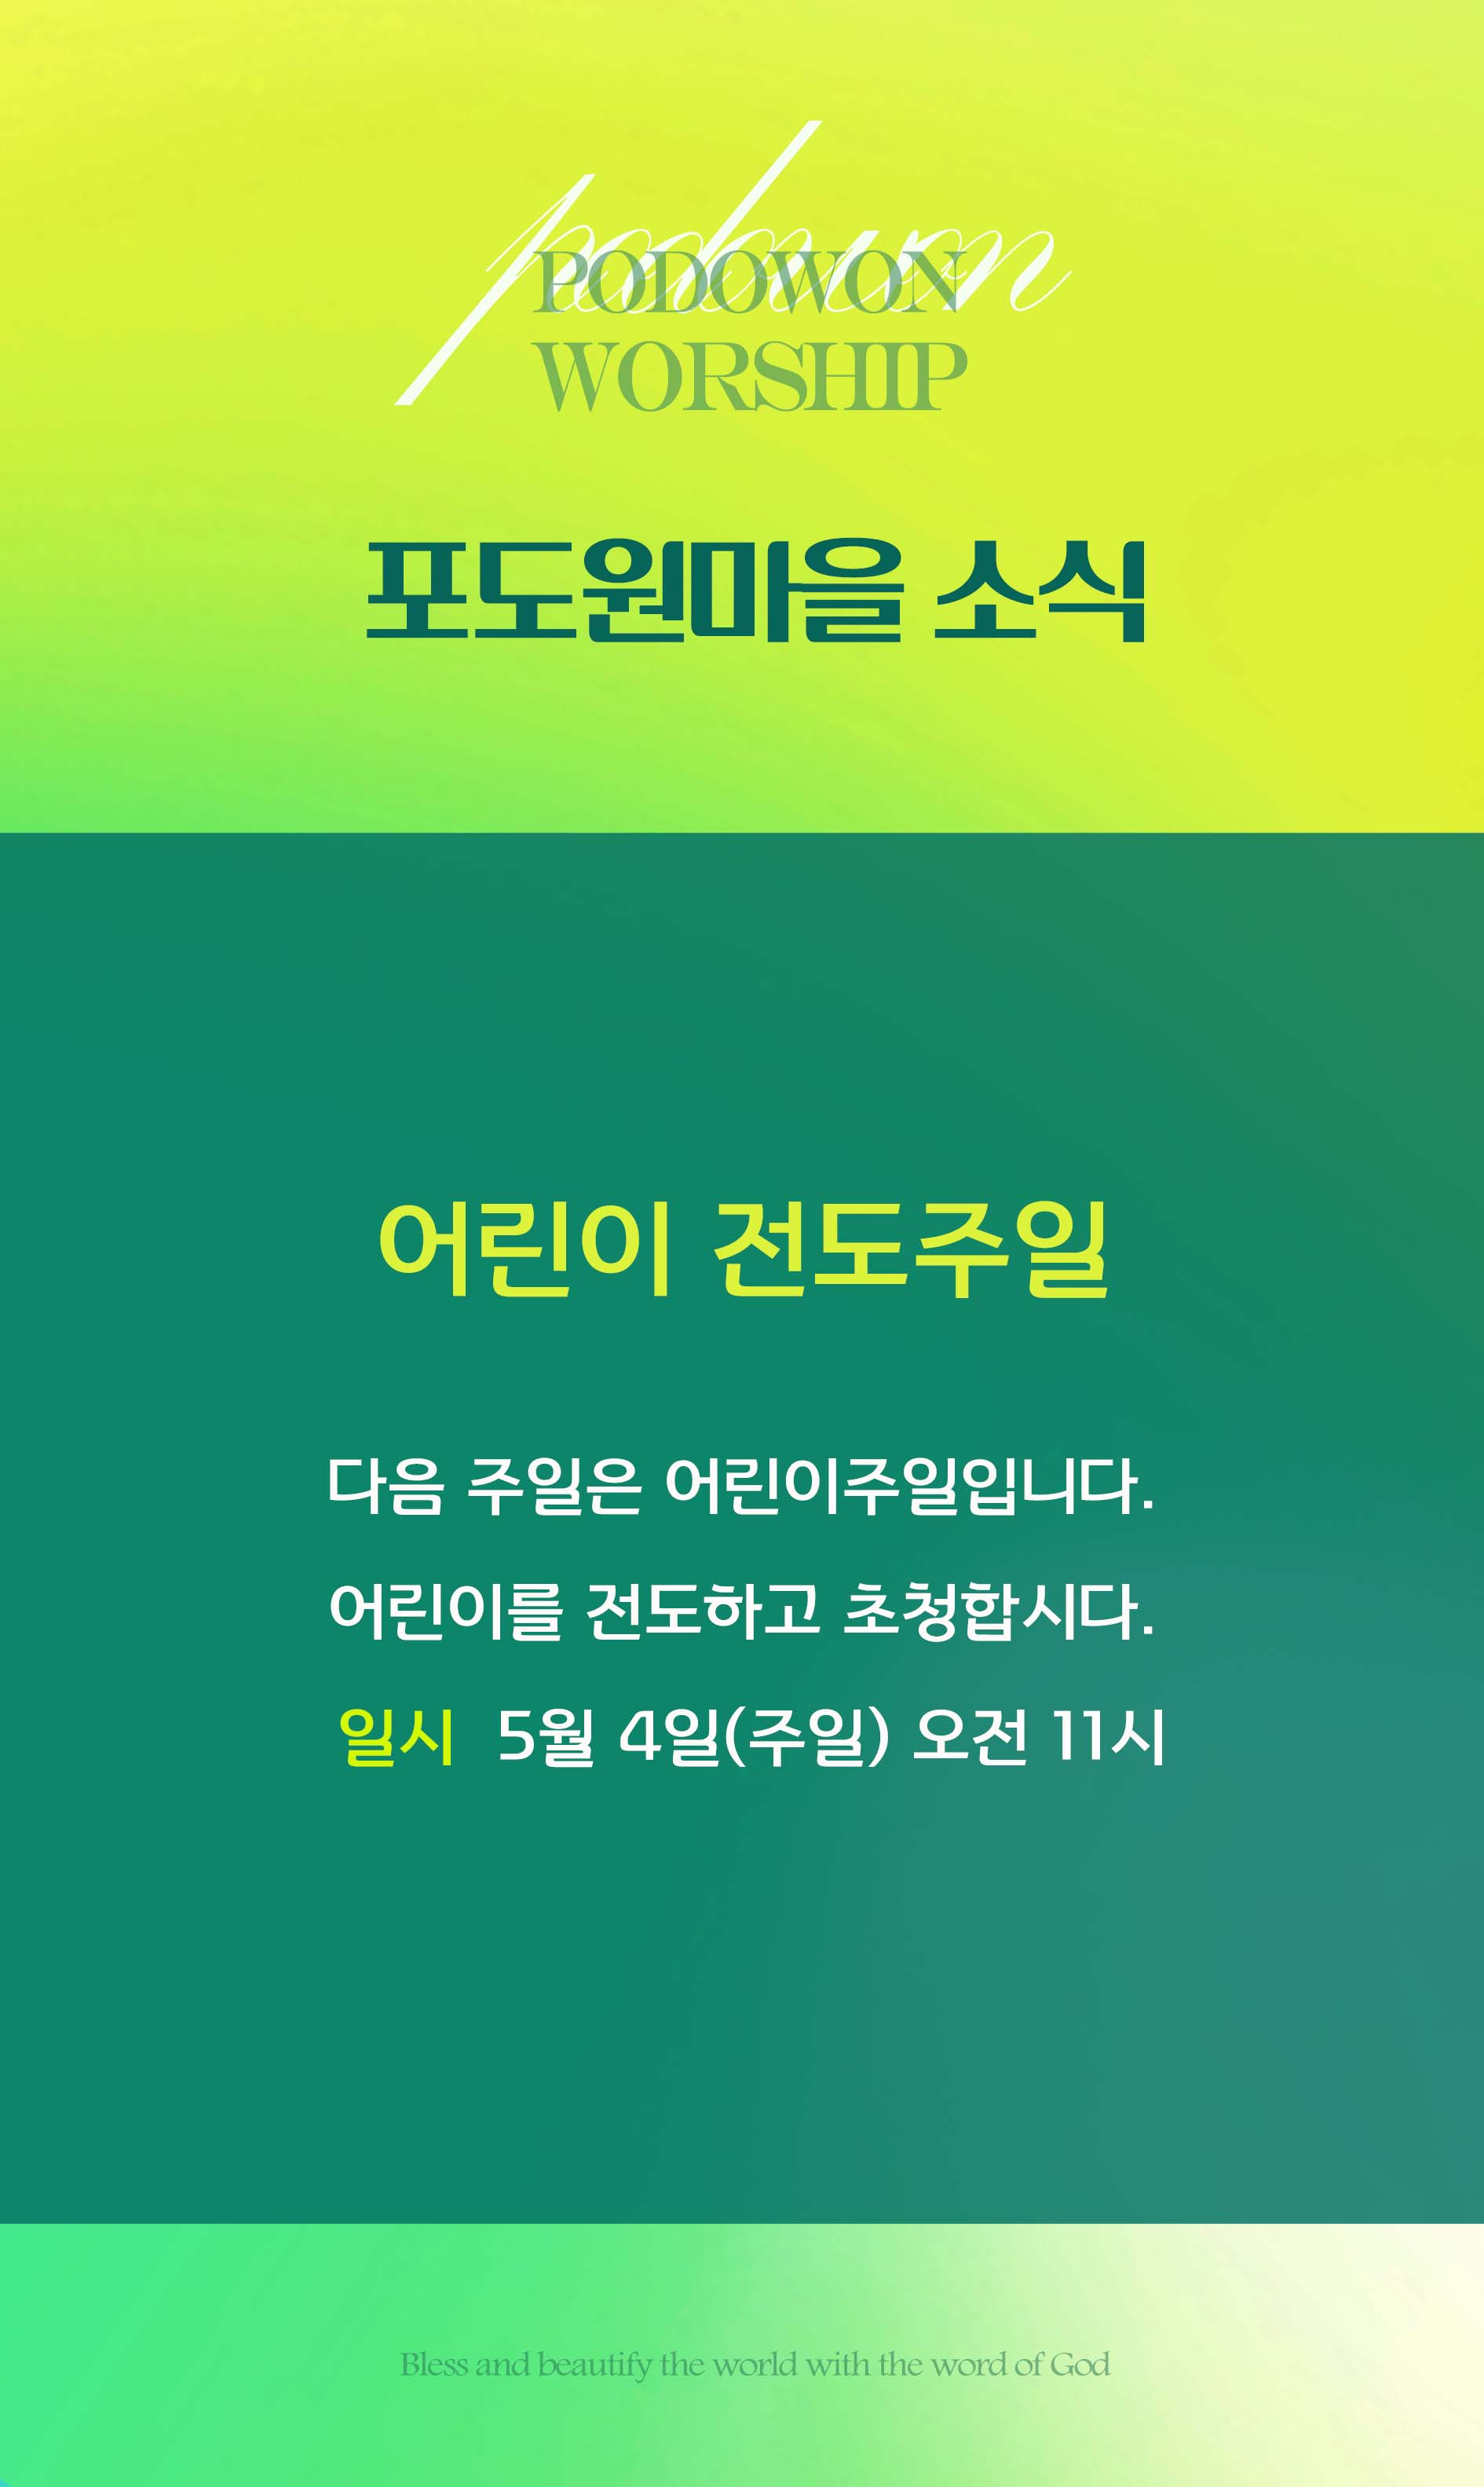 podowon
PODOWON
WORSHIP
포도원마을 소식
어린이 전도주일
다음 주일은 어린이주일입니다.
어린이를 전도하고 초청합시다.
일시 5월 4일(주일) 오전 11시
Bless and beautify the world with the word of God